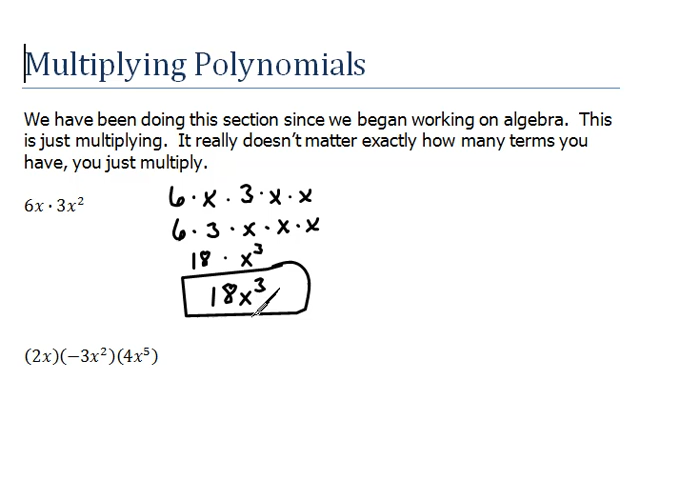 Multiplying Polynomials
We have been doing this section since we began working on algebra. This
is just multiplying. It really doesn't matter exactly how many terms you
have, you just multiply.
6x · 3x²
6 · x · 3 · x · x
6 · 3 · x · x · x
18 · x³
18x³
(2x)(−3x²)(4x⁵)